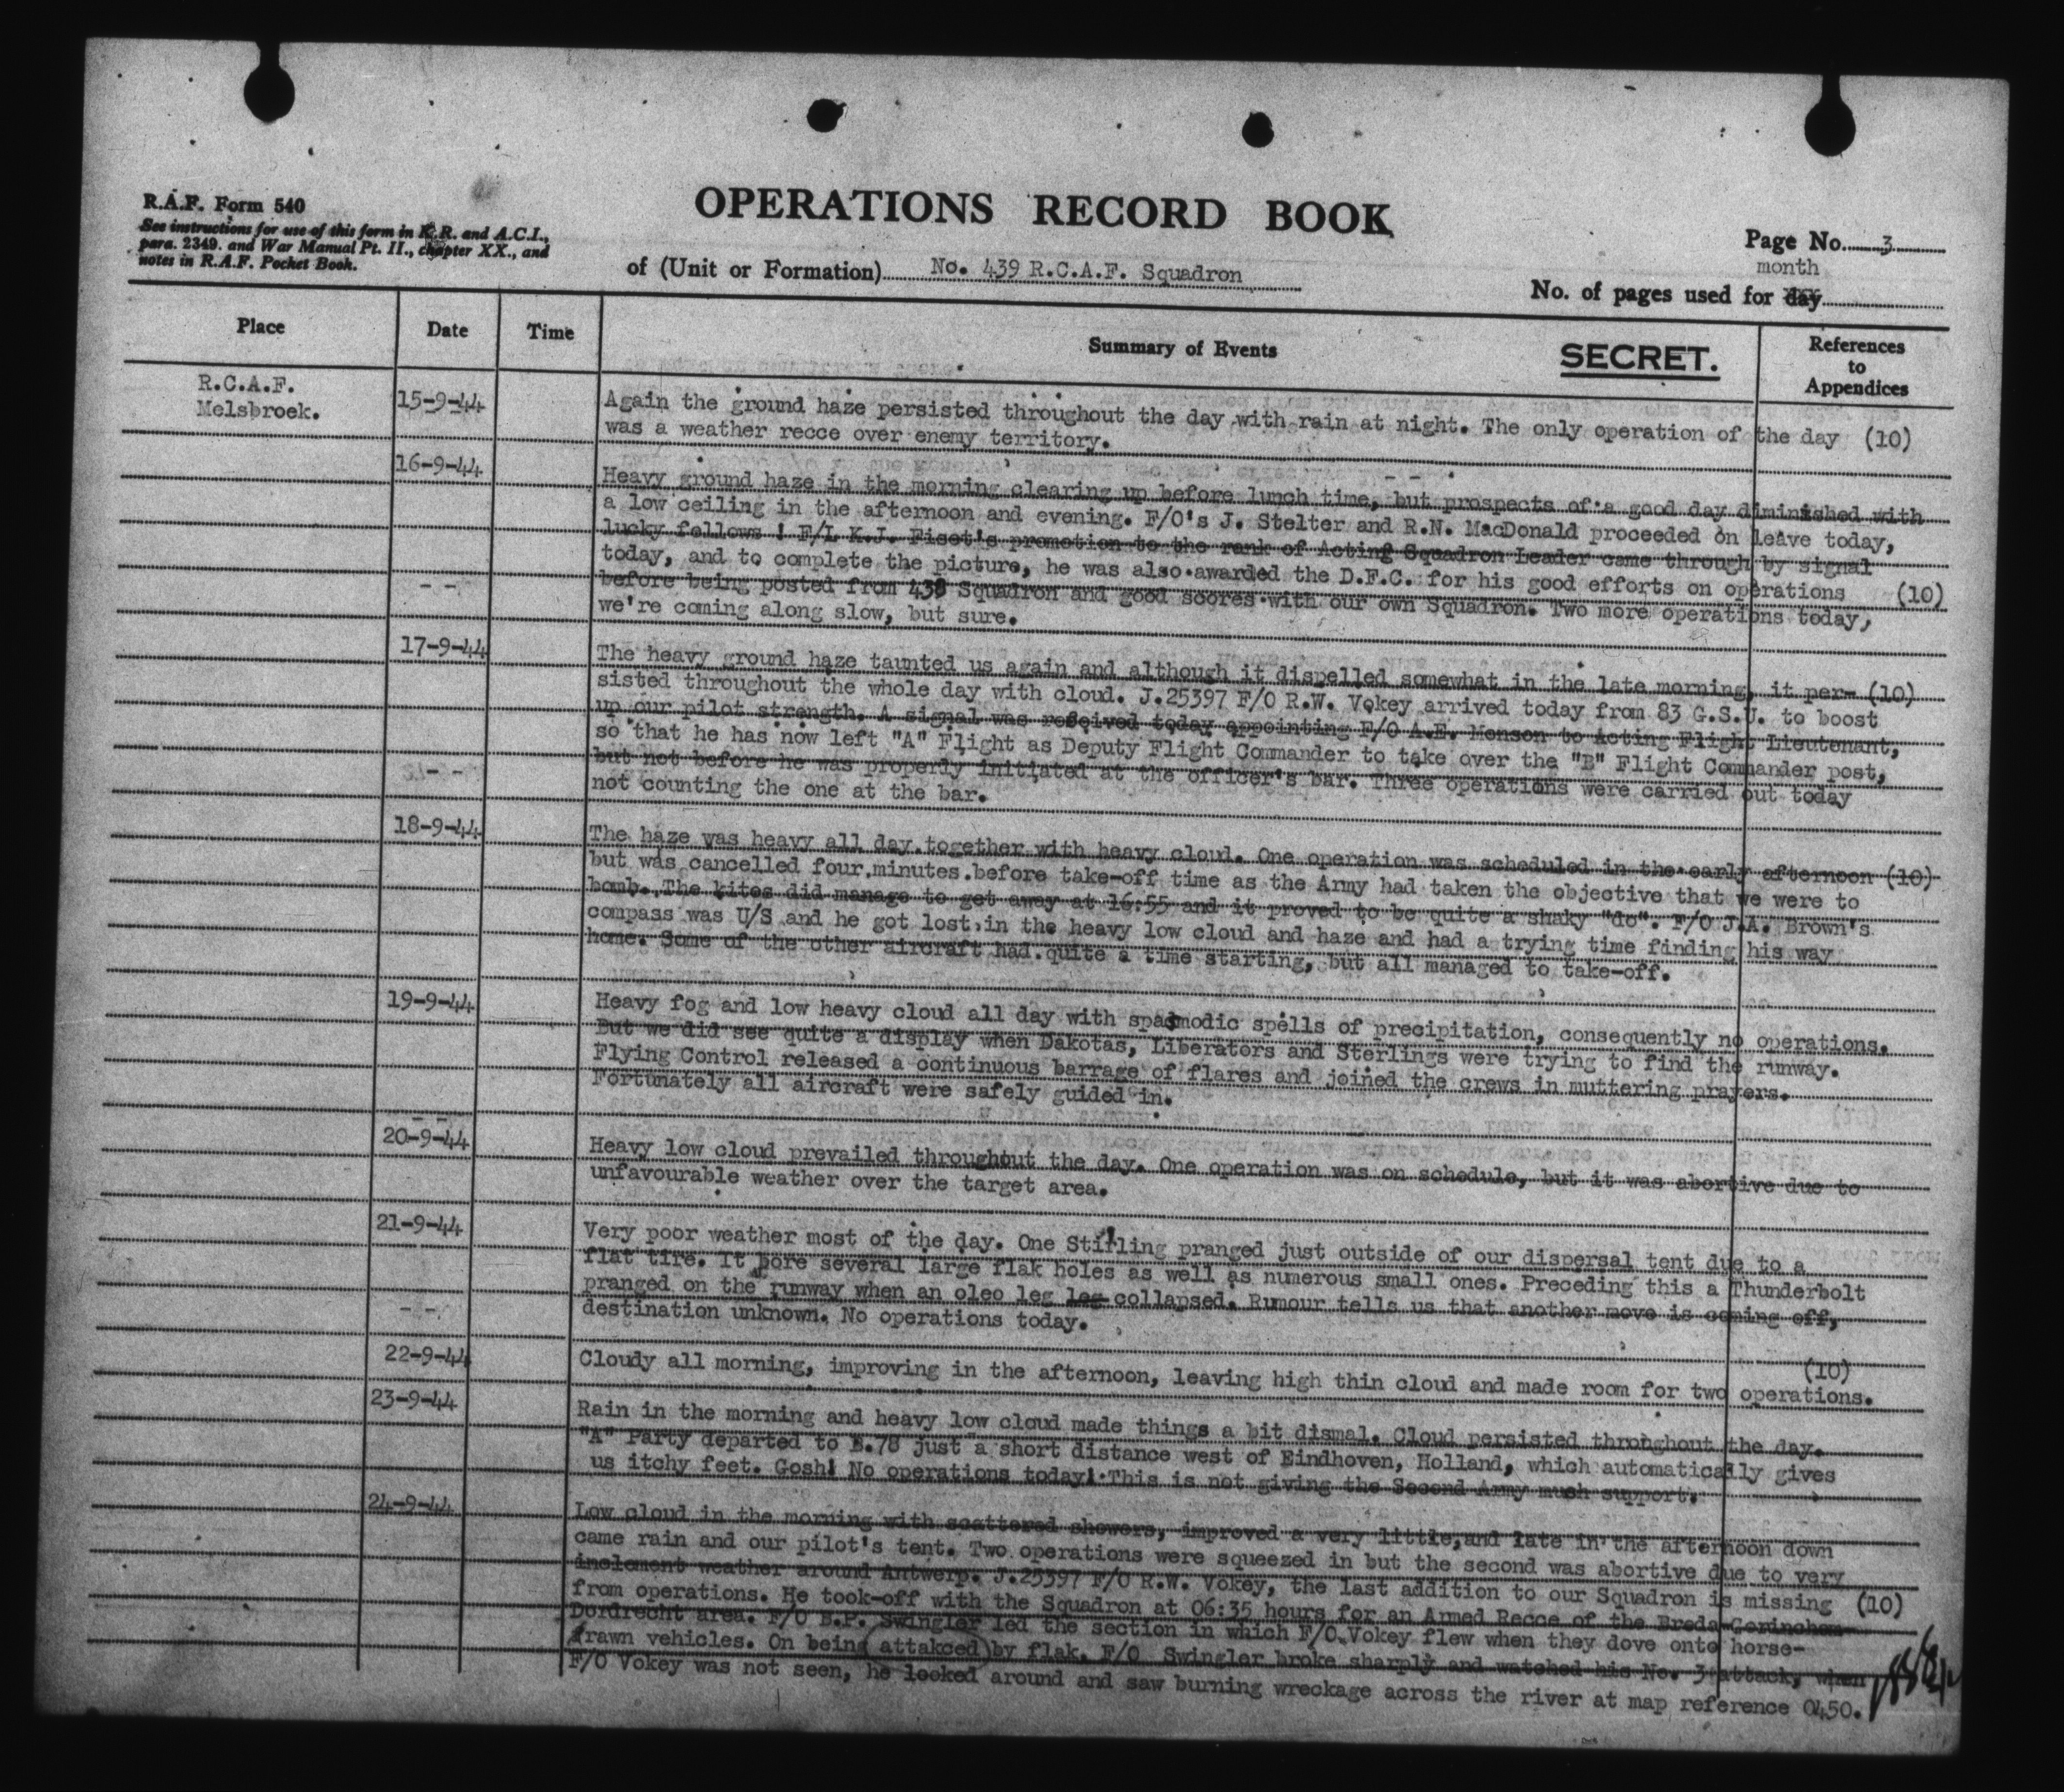 R.A.F. Form 540
See instructions for use of this form in K.R. and A.C.I.,
para. 2349. and War Manual Pt. II., chapter XX., and
notes in R.A.F. Pocket Book.
OPERATIONS RECORD BOOK
of (Unit or Formation) No. 439 R.C.A.F. Squadron
Page No. 3
month
No. of pages used for day
Place Date Time Summary of Events SECRET. References to Appendices
R.C.A.F.
Melsbroek.
15-9-44 Again the ground haze persisted throughout the day with rain at night. The only operation of the day (10)
was a weather recce over enemy territory.
16-9-44 Heavy ground haze in the morning clearing up before lunch time, but prospects of a good day diminished with
a low ceiling in the afternoon and evening. F/O's J. Stelter and R.N. MacDonald proceeded on leave today,
lucky fellows ! F/L K.J. Fiset's promotion to the rank of Acting Squadron Leader came through by signal
today, and to complete the picture, he was also awarded the D.F.C. for his good efforts on operations (10)
before being posted from 438 Squadron and good scores with our own Squadron. Two more operations today,
- - we're coming along slow, but sure.
17-9-44 The heavy ground haze taunted us again and although it dispelled somewhat in the late morning, it per- (10)
sisted throughout the whole day with cloud. J.25397 F/O R.W. Vokey arrived today from 83 G.S.U. to boost
up our pilot strength. A signal was received today appointing F/O A.E. Monson to Acting Flight Lieutenant,
so that he has now left "A" Flight as Deputy Flight Commander to take over the "B" Flight Commander post,
but not before he was properly initiated at the officer's bar. Three operations were carried out today
- - not counting the one at the bar.
18-9-44 The haze was heavy all day together with heavy cloud. One operation was scheduled in the early afternoon (10)
but was cancelled four minutes before take-off time as the Army had taken the objective that we were to
bomb. The kites did manage to get away at 16:55 and it proved to be quite a shaky "do". F/O J.A. Brown's
compass was U/S and he got lost in the heavy low cloud and haze and had a trying time finding his way
home. Some of the other aircraft had quite a time starting, but all managed to take-off.
19-9-44 Heavy fog and low heavy cloud all day with spasmodic spells of precipitation, consequently no operations.
But we did see quite a display when Dakotas, Liberators and Sterlings were trying to find the runway.
Flying Control released a continuous barrage of flares and joined the crews in muttering prayers.
Fortunately all aircraft were safely guided in.
- -
20-9-44 Heavy low cloud prevailed throughout the day. One operation was on schedule, but it was abortive due to
unfavourable weather over the target area.
21-9-44 Very poor weather most of the day. One Stirling pranged just outside of our dispersal tent due to a
flat tire. It bore several large flak holes as well as numerous small ones. Preceding this a Thunderbolt
pranged on the runway when an oleo leg leg collapsed. Rumour tells us that another move is coming off,
- - destination unknown. No operations today.
22-9-44 Cloudy all morning, improving in the afternoon, leaving high thin cloud and made room for two operations. (10)
23-9-44 Rain in the morning and heavy low cloud made things a bit dismal. Cloud persisted throughout the day.
"A" Party departed to B.78 just a short distance west of Eindhoven, Holland, which automatically gives
us itchy feet. Gosh! No operations today! This is not giving the Second Army much support.
24-9-44 Low cloud in the morning with scattered showers, improved a very little, and late in the afternoon down
came rain and our pilot's tent. Two operations were squeezed in but the second was abortive due to very
inclement weather around Antwerp. J.25397 F/O R.W. Vokey, the last addition to our Squadron is missing (10)
from operations. He took-off with the Squadron at 06:35 hours for an Armed Recce of the Breda-Gorinchem
Dordrecht area. F/O B.P. Swingler led the section in which F/O Vokey flew when they dove onto horse-
drawn vehicles. On being attakced by flak, F/O Swingler broke sharply and watched his No. 3 attack, when
F/O Vokey was not seen, he looked around and saw burning wreckage across the river at map reference 0450.